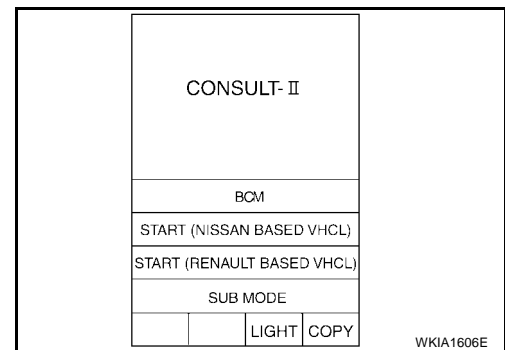 CONSULT-II
BCM
START (NISSAN BASED VHCL)
START (RENAULT BASED VHCL)
SUB MODE
LIGHT COPY
WKIA1606E